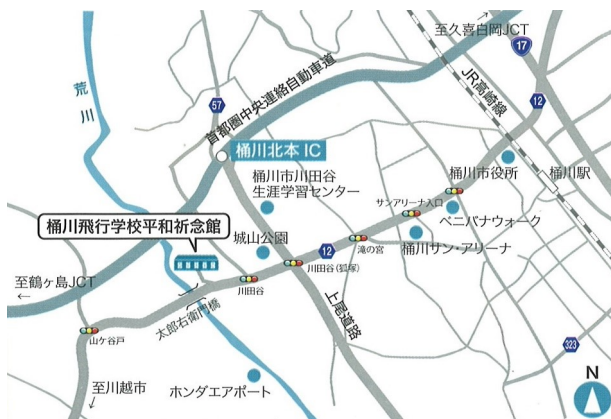 至久喜白岡JCT
17
荒川
57
首都圏中央連絡自動車道
JR高崎線
12
桶川北本 IC
桶川市川田谷
生涯学習センター
桶川市役所
桶川駅
サンアリーナ入口
ベニバナウォーク
桶川飛行学校平和祈念館
城山公園
12
滝の宮
桶川サン・アリーナ
至鶴ヶ島JCT
川田谷
川田谷(狐塚)
太郎右衛門橋
上尾道路
山ケ谷戸
323
至川越市
ホンダエアポート
N